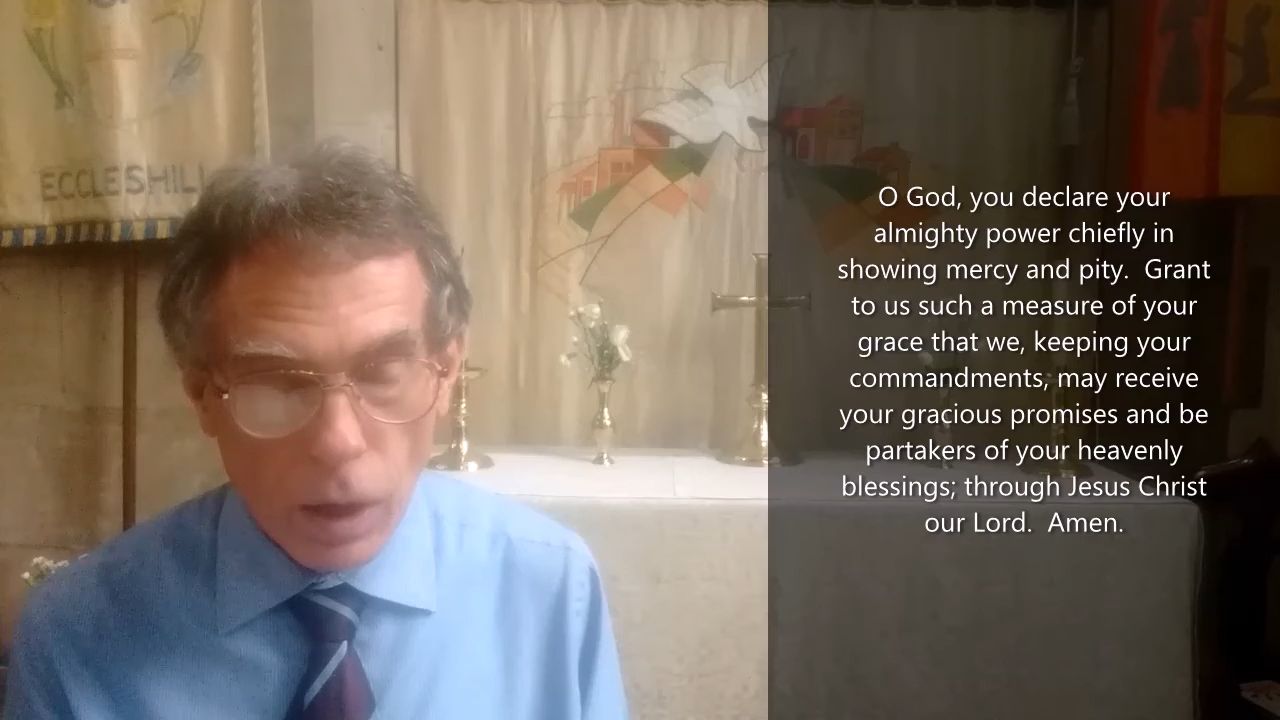 ECCLESHILL
O God, you declare your
almighty power chiefly in
showing mercy and pity.  Grant
to us such a measure of your
grace that we, keeping your
commandments, may receive
your gracious promises and be
partakers of your heavenly
blessings; through Jesus Christ
our Lord.  Amen.